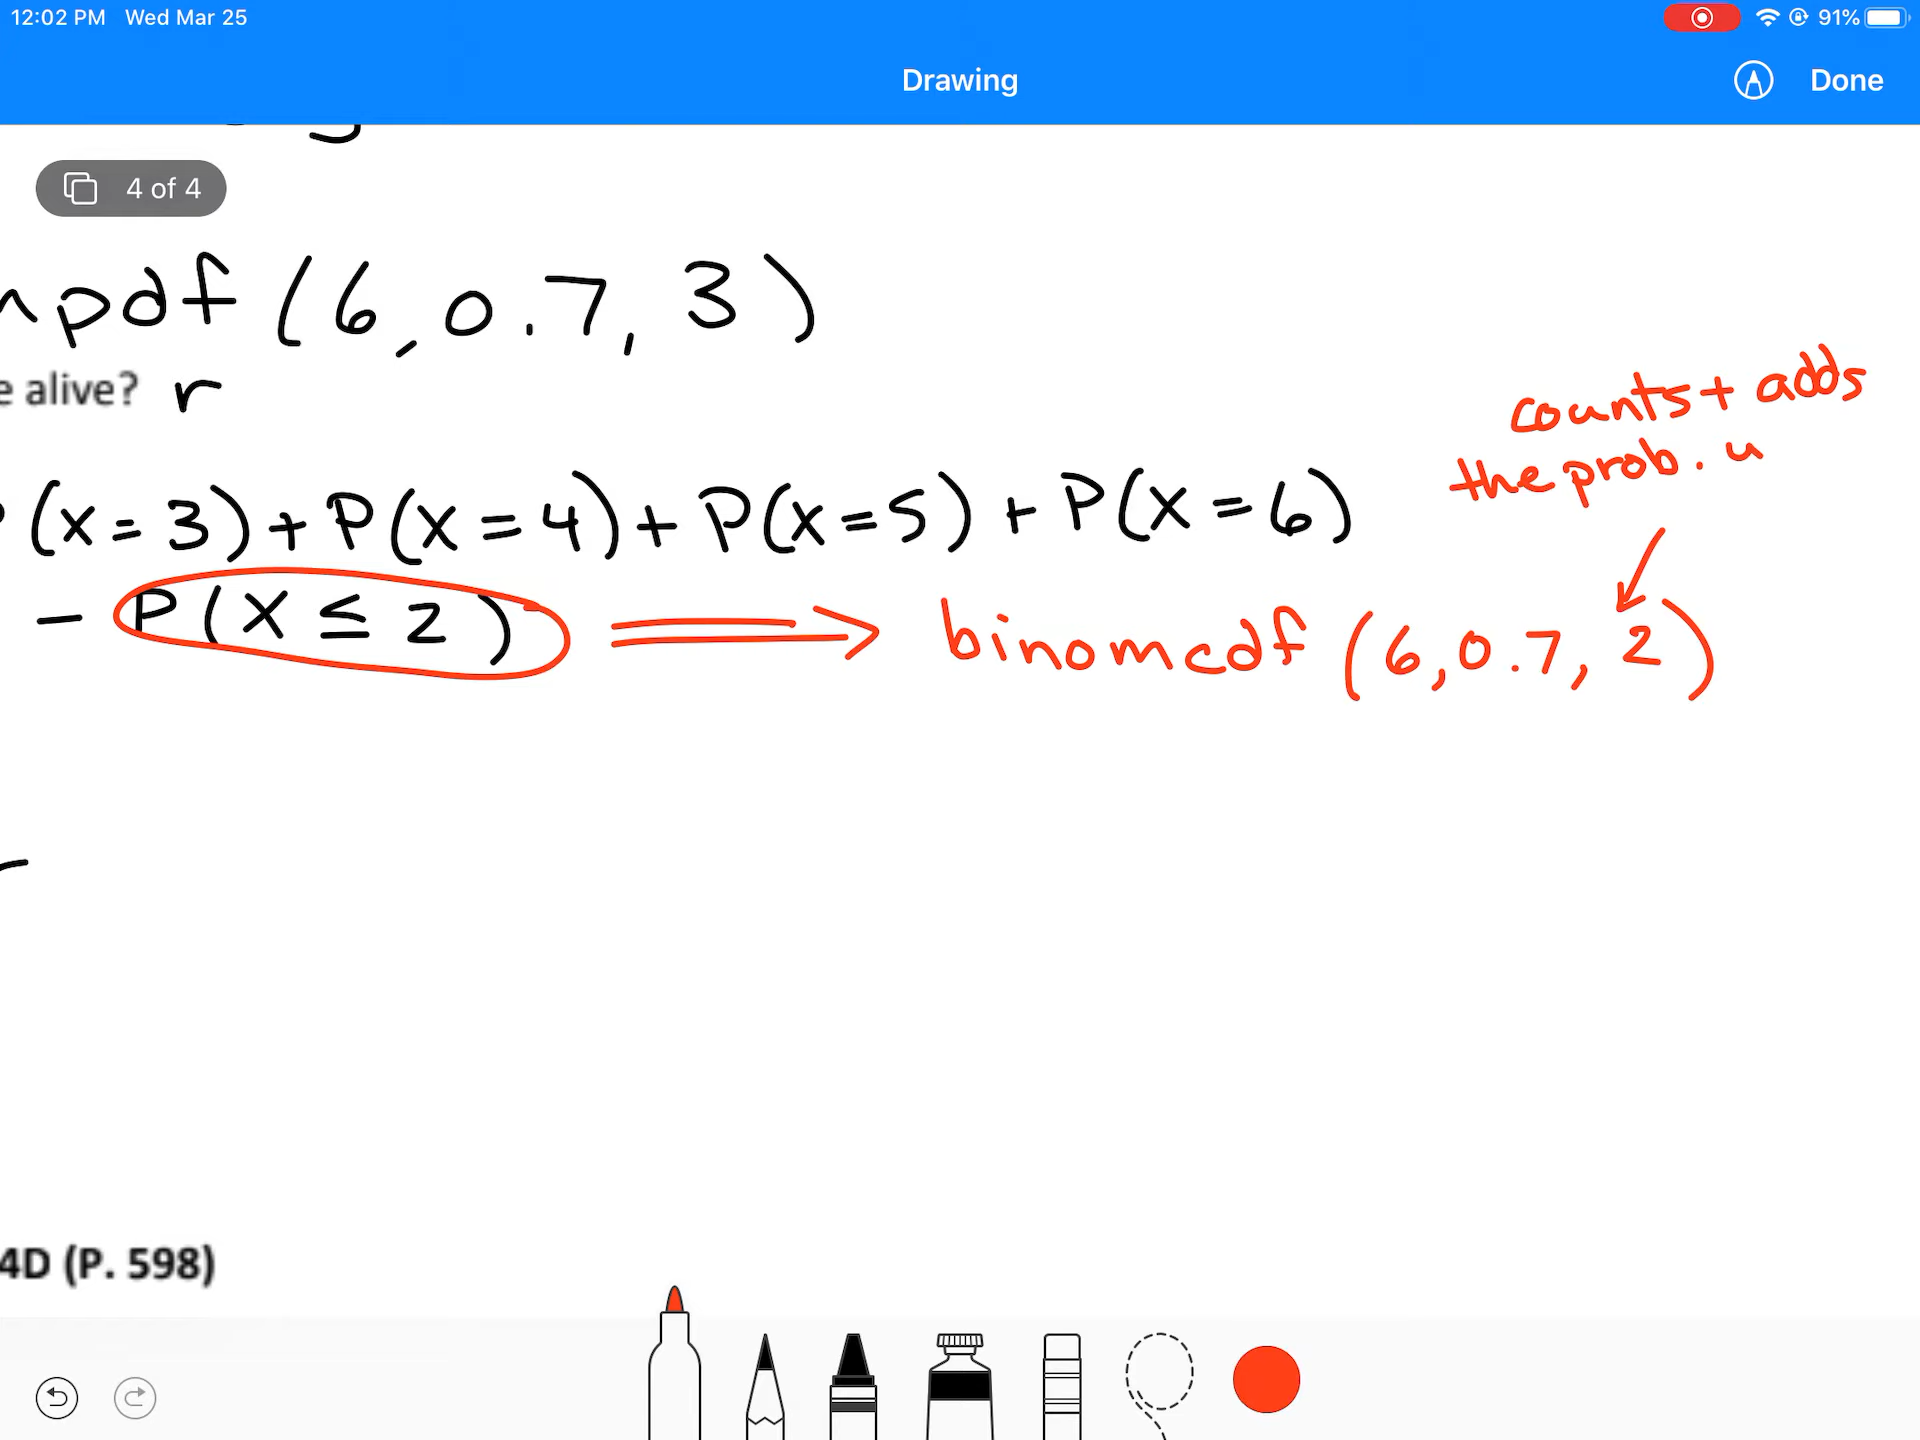 12:02 PM Wed Mar 25
91%
Drawing
Done
4 of 4
pdf (6, 0.7, 3)
e alive? r
counts + adds
the prob. u
(x = 3) + P(x = 4) + P(x = 5) + P(x = 6)
- P(X ≤ 2) ⟹ binomcdf (6, 0.7, 2)
4D (P. 598)